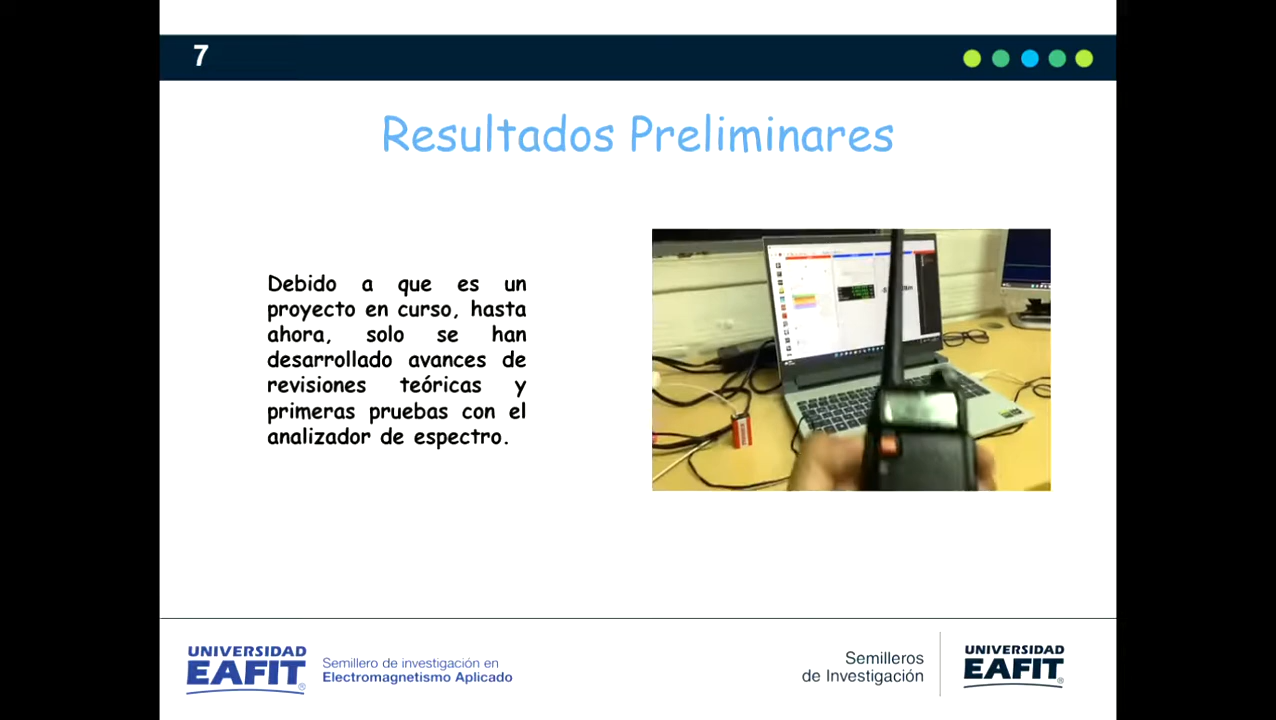 7
Resultados Preliminares
Debido a que es un
proyecto en curso, hasta
ahora, solo se han
desarrollado avances de
revisiones teóricas y
primeras pruebas con el
analizador de espectro.
UNIVERSIDAD
EAFIT
Semillero de investigación en
Electromagnetismo Aplicado
Semilleros
de Investigación
UNIVERSIDAD
EAFIT